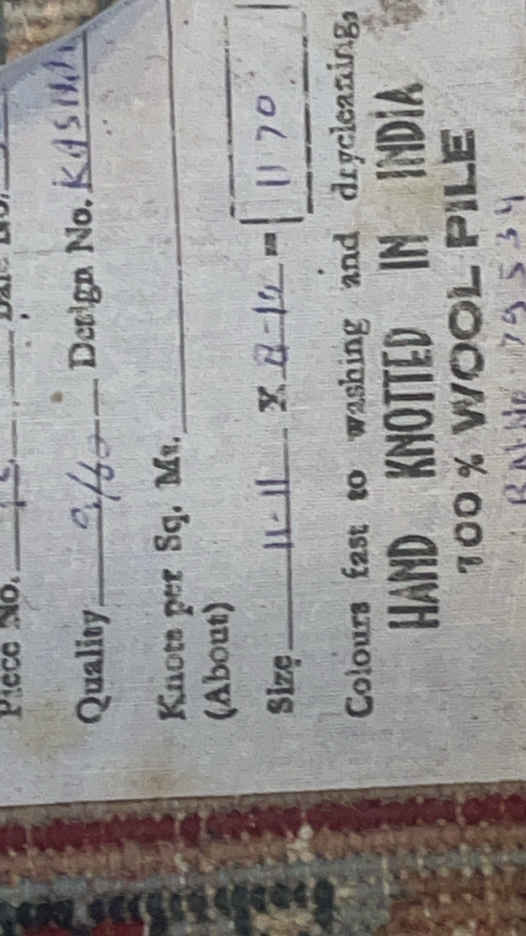 Piece No.
Quality 9/60 Design No. KASHAN
Knots per Sq. Mt.
(About)
Size 11-11 X 8-10 = 1170
Colours fast to washing and drycleaning,
HAND KNOTTED IN INDIA
100 % WOOL PILE
79534